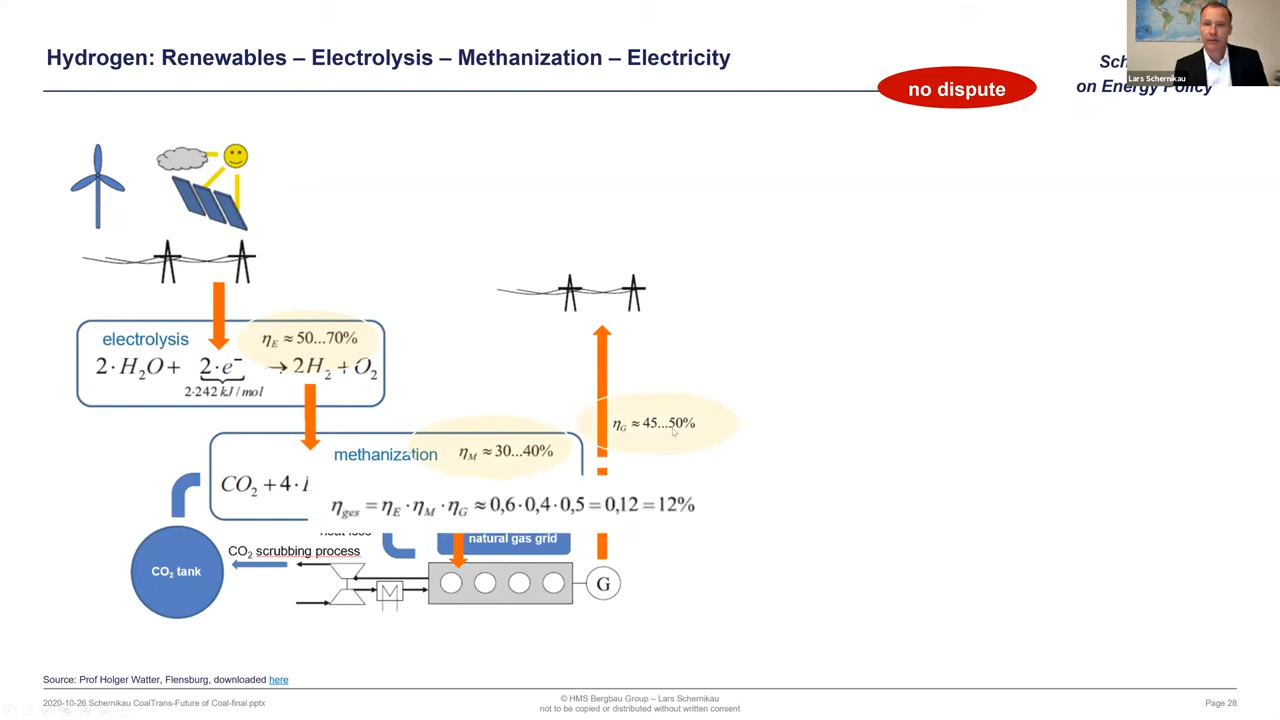 Hydrogen: Renewables – Electrolysis – Methanization – Electricity
no dispute
on Energy Policy
Lars Schernikau
electrolysis
η_E ≈ 50...70%
2·H₂O + 2·e⁻ → 2H₂ + O₂
2·242 kJ / mol
η_G ≈ 45...50%
methanization
η_M ≈ 30...40%
CO₂ + 4·
η_ges = η_E · η_M · η_G ≈ 0,6·0,4·0,5 = 0,12 = 12%
natural gas grid
CO₂ scrubbing process
CO₂ tank
M
G
Source: Prof Holger Watter, Flensburg, downloaded here
2020-10-26 Schernikau CoalTrans-Future of Coal-final.pptx
© HMS Bergbau Group – Lars Schernikau
not to be copied or distributed without written consent
Page 28